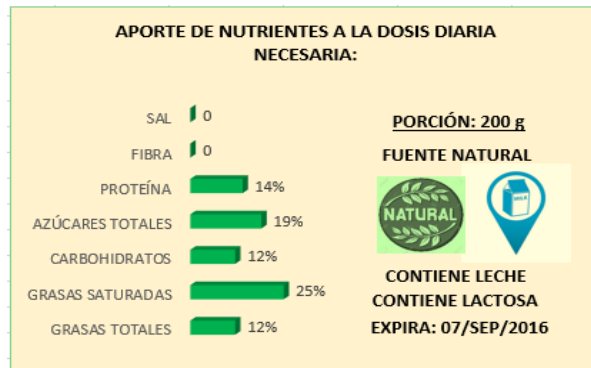 APORTE DE NUTRIENTES A LA DOSIS DIARIA
NECESARIA:
SAL 0
FIBRA 0
PROTEÍNA 14%
AZÚCARES TOTALES 19%
CARBOHIDRATOS 12%
GRASAS SATURADAS 25%
GRASAS TOTALES 12%
PORCIÓN: 200 g
FUENTE NATURAL
NATURAL
MILK
CONTIENE LECHE
CONTIENE LACTOSA
EXPIRA: 07/SEP/2016